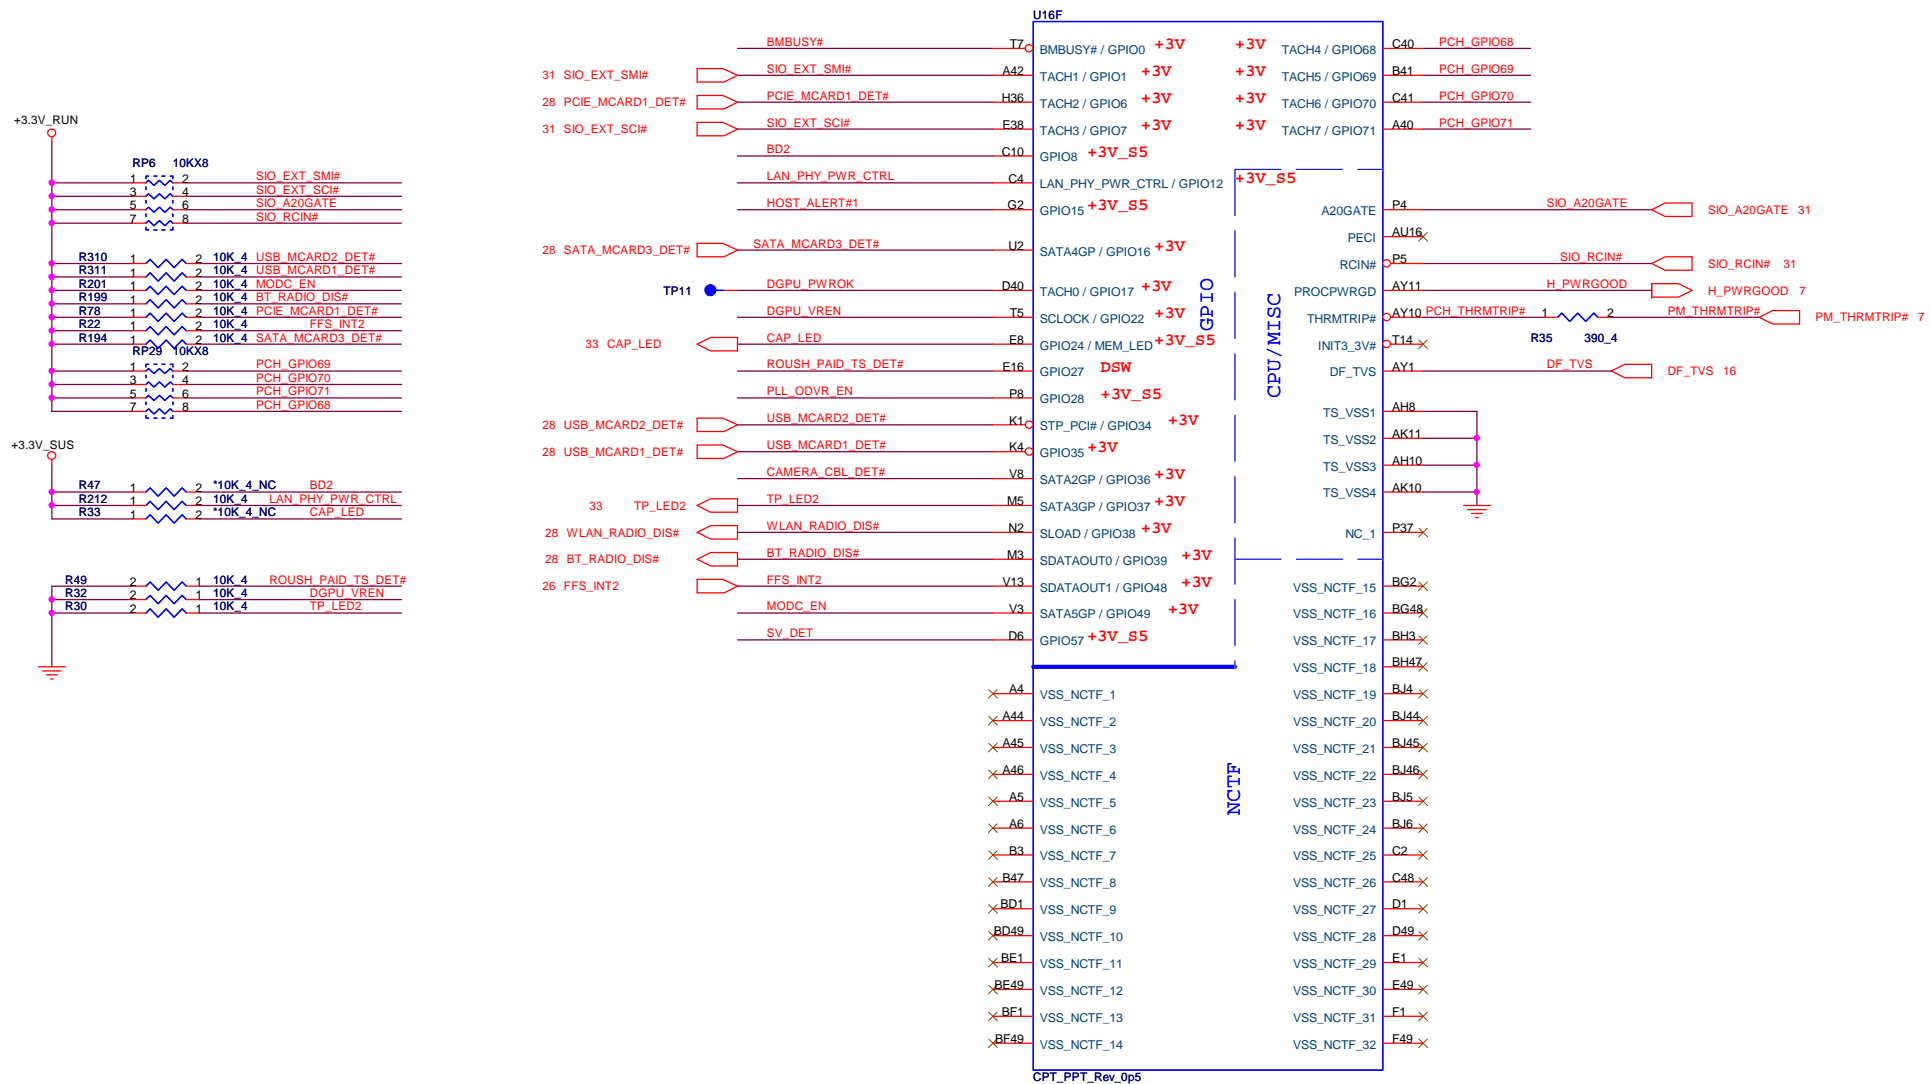 +3.3V_RUN
RP6 10KX8
1 2 SIO_EXT_SMI#
3 4 SIO_EXT_SCI#
5 6 SIO_A20GATE
7 8 SIO_RCIN#
R310 1 2 10K_4 USB_MCARD2_DET#
R311 1 2 10K_4 USB_MCARD1_DET#
R201 1 2 10K_4 MODC_EN
R199 1 2 10K_4 BT_RADIO_DIS#
R78 1 2 10K_4 PCIE_MCARD1_DET#
R22 1 2 10K_4 FFS_INT2
R194 1 2 10K_4 SATA_MCARD3_DET#
RP29 10KX8
1 2 PCH_GPIO69
3 4 PCH_GPIO70
5 6 PCH_GPIO71
7 8 PCH_GPIO68
+3.3V_SUS
R47 1 2 *10K_4_NC BD2
R212 1 2 10K_4 LAN_PHY_PWR_CTRL
R33 1 2 *10K_4_NC CAP_LED
R49 2 1 10K_4 ROUSH_PAID_TS_DET#
R32 2 1 10K_4 DGPU_VREN
R30 2 1 10K_4 TP_LED2
U16F
BMBUSY# T7 BMBUSY# / GPIO0 +3V
31 SIO_EXT_SMI# SIO_EXT_SMI# A42 TACH1 / GPIO1 +3V
28 PCIE_MCARD1_DET# PCIE_MCARD1_DET# H36 TACH2 / GPIO6 +3V
31 SIO_EXT_SCI# SIO_EXT_SCI# E38 TACH3 / GPIO7 +3V
BD2 C10 GPIO8 +3V_S5
LAN_PHY_PWR_CTRL C4 LAN_PHY_PWR_CTRL / GPIO12 +3V_S5
HOST_ALERT#1 G2 GPIO15 +3V_S5
28 SATA_MCARD3_DET# SATA_MCARD3_DET# U2 SATA4GP / GPIO16 +3V
TP11 DGPU_PWROK D40 TACH0 / GPIO17 +3V
DGPU_VREN T5 SCLOCK / GPIO22 +3V
33 CAP_LED CAP_LED E8 GPIO24 / MEM_LED +3V_S5
ROUSH_PAID_TS_DET# E16 GPIO27 DSW
PLL_ODVR_EN P8 GPIO28 +3V_S5
28 USB_MCARD2_DET# USB_MCARD2_DET# K1 STP_PCI# / GPIO34 +3V
28 USB_MCARD1_DET# USB_MCARD1_DET# K4 GPIO35 +3V
CAMERA_CBL_DET# V8 SATA2GP / GPIO36 +3V
33 TP_LED2 TP_LED2 M5 SATA3GP / GPIO37 +3V
28 WLAN_RADIO_DIS# WLAN_RADIO_DIS# N2 SLOAD / GPIO38 +3V
28 BT_RADIO_DIS# BT_RADIO_DIS# M3 SDATAOUT0 / GPIO39 +3V
26 FFS_INT2 FFS_INT2 V13 SDATAOUT1 / GPIO48 +3V
MODC_EN V3 SATA5GP / GPIO49 +3V
SV_DET D6 GPIO57 +3V_S5
A4 VSS_NCTF_1
A44 VSS_NCTF_2
A45 VSS_NCTF_3
A46 VSS_NCTF_4
A5 VSS_NCTF_5
A6 VSS_NCTF_6
B3 VSS_NCTF_7
B47 VSS_NCTF_8
BD1 VSS_NCTF_9
BD49 VSS_NCTF_10
BE1 VSS_NCTF_11
BE49 VSS_NCTF_12
BF1 VSS_NCTF_13
BF49 VSS_NCTF_14
GPIO
CPU/MISC
NCTF
+3V TACH4 / GPIO68 C40 PCH_GPIO68
+3V TACH5 / GPIO69 B41 PCH_GPIO69
+3V TACH6 / GPIO70 C41 PCH_GPIO70
+3V TACH7 / GPIO71 A40 PCH_GPIO71
A20GATE P4 SIO_A20GATE SIO_A20GATE 31
PECI AU16
RCIN# P5 SIO_RCIN# SIO_RCIN# 31
PROCPWRGD AY11 H_PWRGOOD H_PWRGOOD 7
THRMTRIP# AY10 PCH_THRMTRIP# 1 2 PM_THRMTRIP# PM_THRMTRIP# 7
R35 390_4
INIT3_3V# T14
DF_TVS AY1 DF_TVS DF_TVS 16
TS_VSS1 AH8
TS_VSS2 AK11
TS_VSS3 AH10
TS_VSS4 AK10
NC_1 P37
VSS_NCTF_15 BG2
VSS_NCTF_16 BG48
VSS_NCTF_17 BH3
VSS_NCTF_18 BH47
VSS_NCTF_19 BJ4
VSS_NCTF_20 BJ44
VSS_NCTF_21 BJ45
VSS_NCTF_22 BJ46
VSS_NCTF_23 BJ5
VSS_NCTF_24 BJ6
VSS_NCTF_25 C2
VSS_NCTF_26 C48
VSS_NCTF_27 D1
VSS_NCTF_28 D49
VSS_NCTF_29 E1
VSS_NCTF_30 E49
VSS_NCTF_31 F1
VSS_NCTF_32 F49
CPT_PPT_Rev_0p5